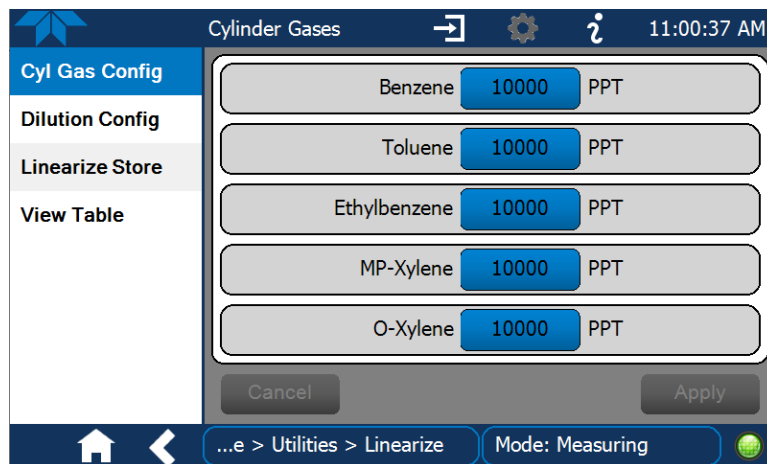 Cylinder Gases 11:00:37 AM
Cyl Gas Config
Dilution Config
Linearize Store
View Table
Benzene 10000 PPT
Toluene 10000 PPT
Ethylbenzene 10000 PPT
MP-Xylene 10000 PPT
O-Xylene 10000 PPT
Cancel Apply
...e > Utilities > Linearize Mode: Measuring